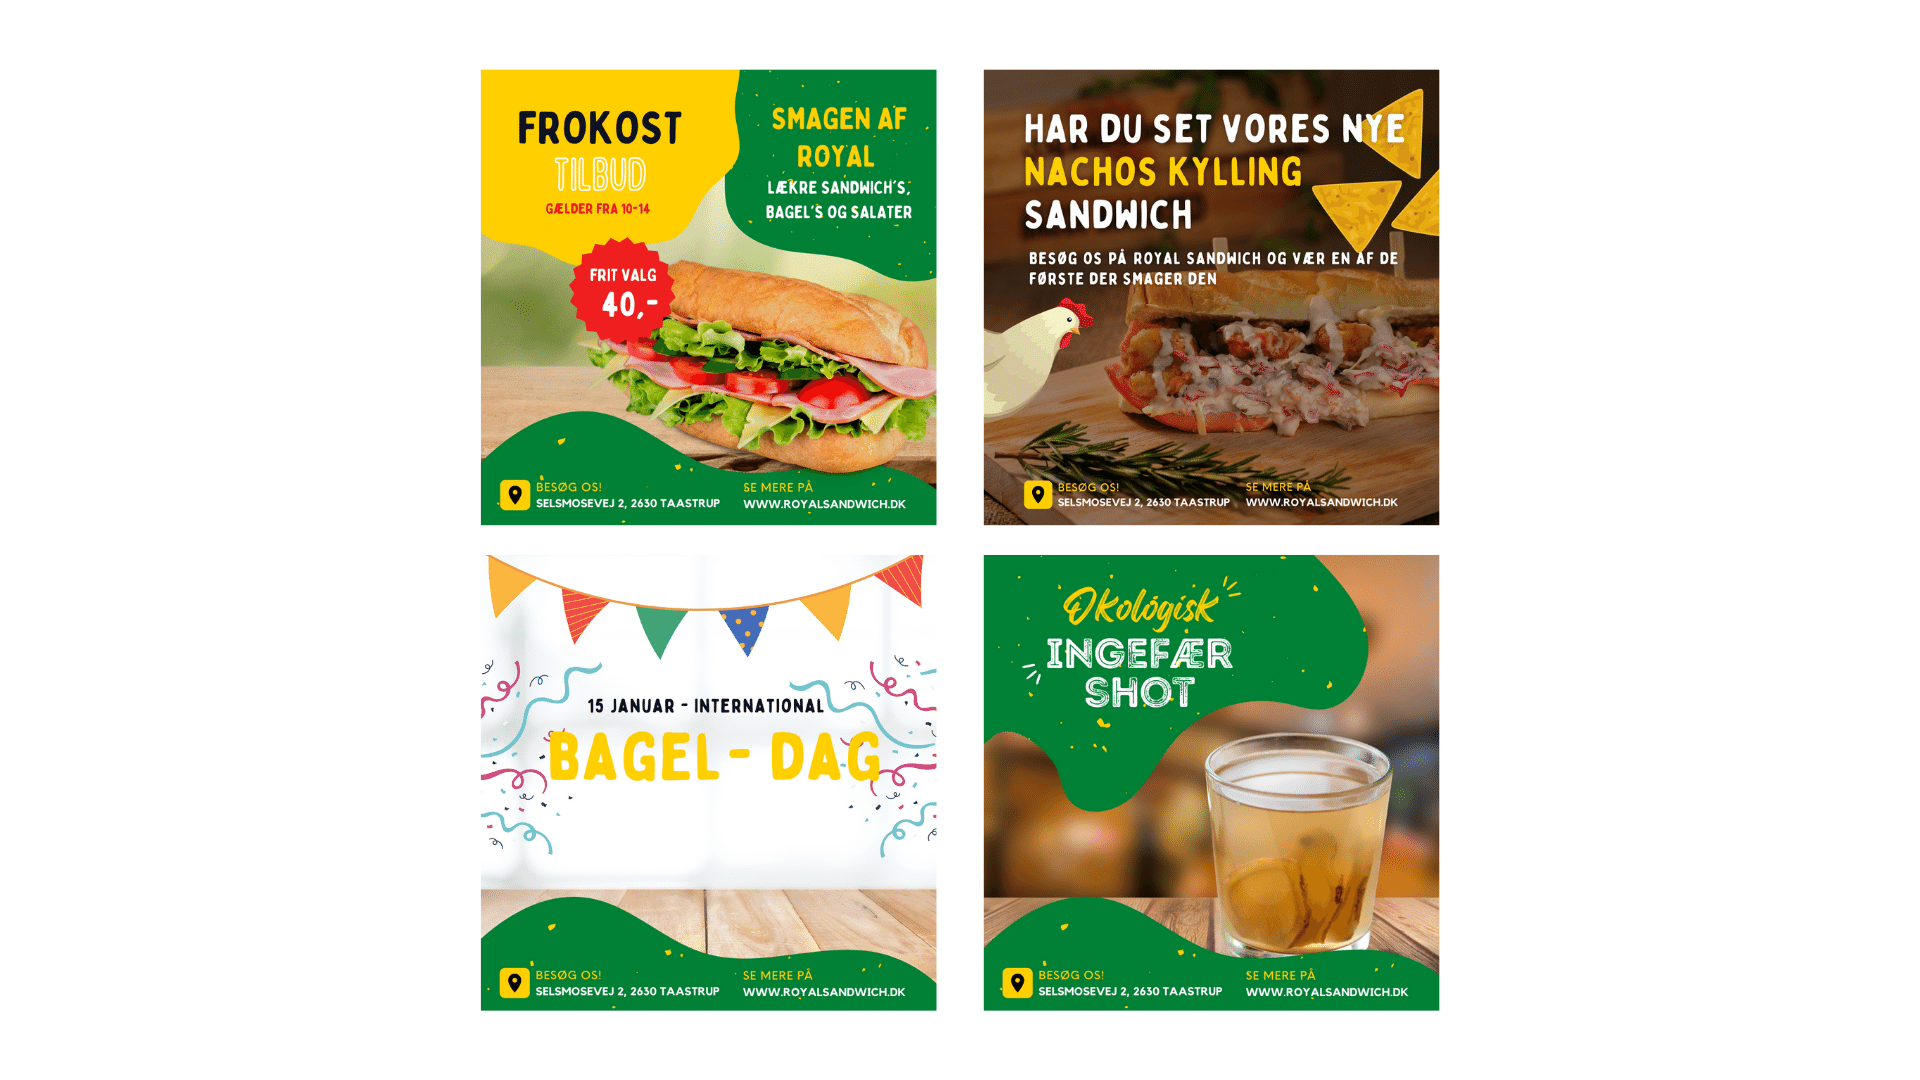 FROKOST
TILBUD
GÆLDER FRA 10-14
SMAGEN AF
ROYAL
LÆKRE SANDWICH'S,
BAGEL'S OG SALATER
FRIT VALG
40,-
BESØG OS!
SELSMOSEVEJ 2, 2630 TAASTRUP
SE MERE PÅ
WWW.ROYALSANDWICH.DK
HAR DU SET VORES NYE
NACHOS KYLLING
SANDWICH
BESØG OS PÅ ROYAL SANDWICH OG VÆR EN AF DE
FØRSTE DER SMAGER DEN
BESØG OS!
SELSMOSEVEJ 2, 2630 TAASTRUP
SE MERE PÅ
WWW.ROYALSANDWICH.DK
15 JANUAR - INTERNATIONAL
BAGEL- DAG
BESØG OS!
SELSMOSEVEJ 2, 2630 TAASTRUP
SE MERE PÅ
WWW.ROYALSANDWICH.DK
Økologisk
INGEFÆR
SHOT
BESØG OS!
SELSMOSEVEJ 2, 2630 TAASTRUP
SE MERE PÅ
WWW.ROYALSANDWICH.DK